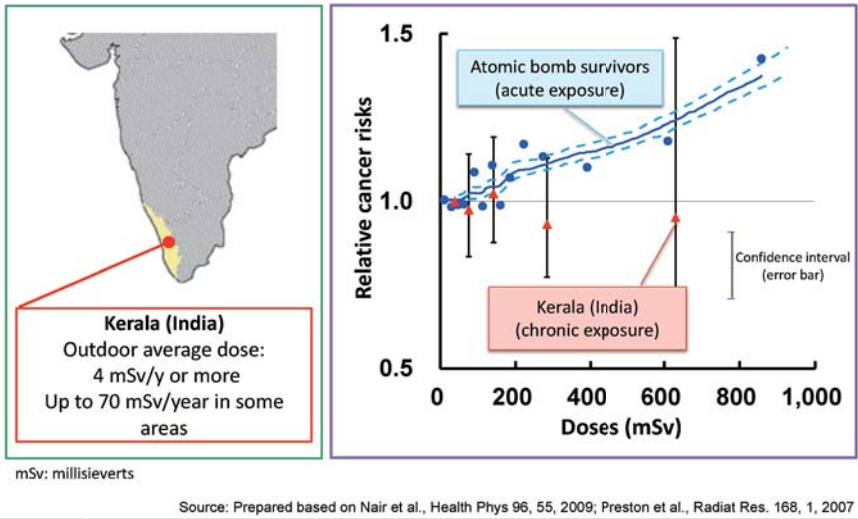 Kerala (India)
Outdoor average dose:
4 mSv/y or more
Up to 70 mSv/year in some
areas
mSv: millisieverts
Relative cancer risks
1.5
1.0
0.5
Atomic bomb survivors
(acute exposure)
Kerala (India)
(chronic exposure)
Confidence interval
(error bar)
0 200 400 600 800 1,000
Doses (mSv)
Source: Prepared based on Nair et al., Health Phys 96, 55, 2009; Preston et al., Radiat Res. 168, 1, 2007